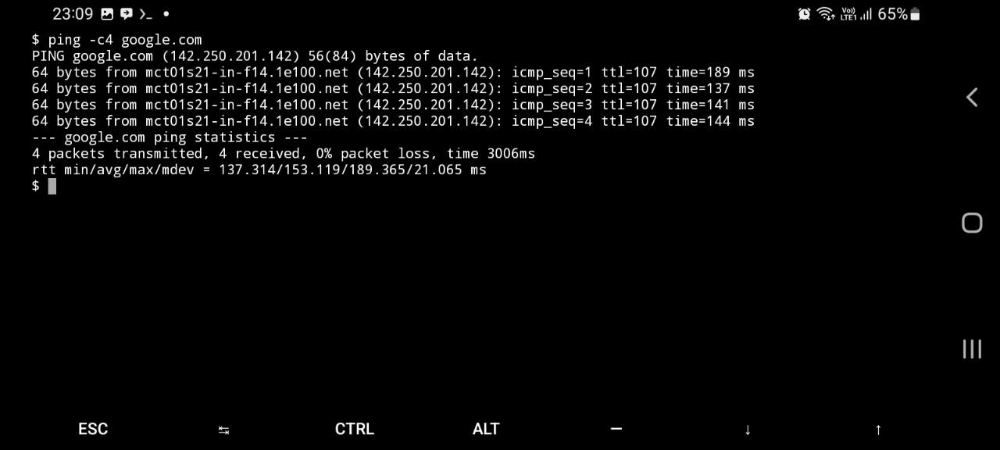 23:09 Vo) LTE1 65%
$ ping -c4 google.com
PING google.com (142.250.201.142) 56(84) bytes of data.
64 bytes from mct01s21-in-f14.1e100.net (142.250.201.142): icmp_seq=1 ttl=107 time=189 ms
64 bytes from mct01s21-in-f14.1e100.net (142.250.201.142): icmp_seq=2 ttl=107 time=137 ms
64 bytes from mct01s21-in-f14.1e100.net (142.250.201.142): icmp_seq=3 ttl=107 time=141 ms
64 bytes from mct01s21-in-f14.1e100.net (142.250.201.142): icmp_seq=4 ttl=107 time=144 ms
--- google.com ping statistics ---
4 packets transmitted, 4 received, 0% packet loss, time 3006ms
rtt min/avg/max/mdev = 137.314/153.119/189.365/21.065 ms
$
ESC ↹ CTRL ALT — ↓ ↑